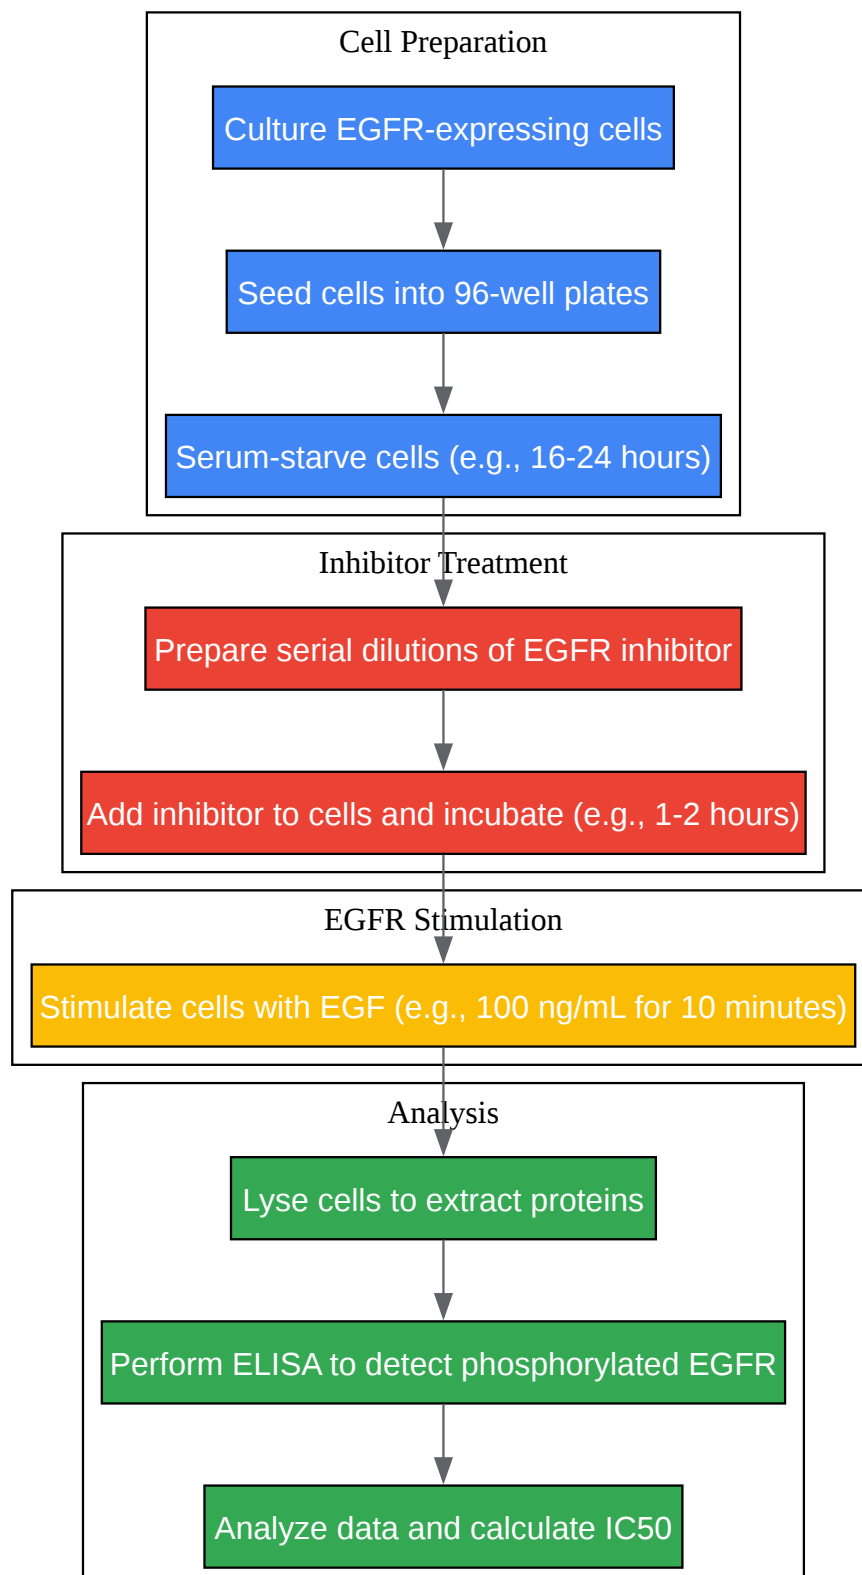 Cell Preparation
Culture EGFR-expressing cells
Seed cells into 96-well plates
Serum-starve cells (e.g., 16-24 hours)
Inhibitor Treatment
Prepare serial dilutions of EGFR inhibitor
Add inhibitor to cells and incubate (e.g., 1-2 hours)
EGFR Stimulation
Stimulate cells with EGF (e.g., 100 ng/mL for 10 minutes)
Analysis
Lyse cells to extract proteins
Perform ELISA to detect phosphorylated EGFR
Analyze data and calculate IC50